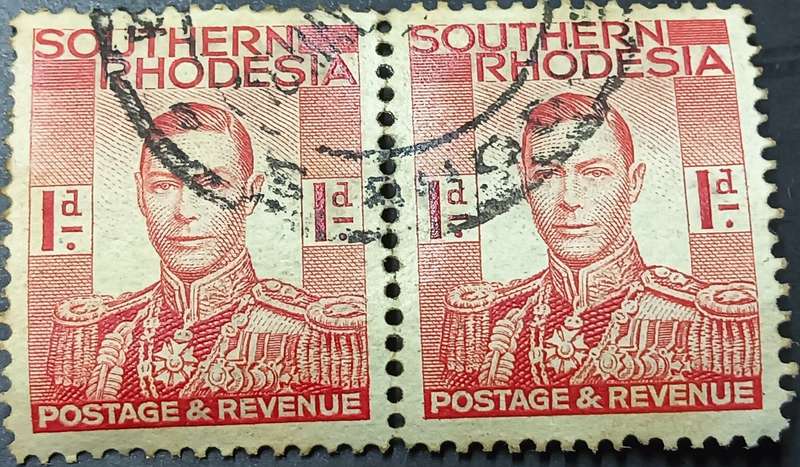 SOUTHERN
RHODESIA
1d.
1d.
POSTAGE & REVENUE
SOUTHERN
RHODESIA
1d.
1d.
POSTAGE & REVENUE